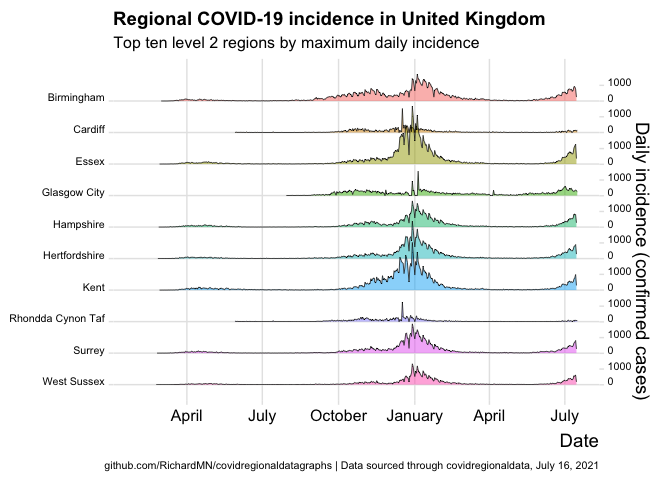 Regional COVID-19 incidence in United Kingdom
Top ten level 2 regions by maximum daily incidence
Birmingham
1000
0
Cardiff
1000
0
Essex
1000
0
Glasgow City
1000
0
Hampshire
1000
0
Hertfordshire
1000
0
Kent
1000
0
Rhondda Cynon Taf
1000
0
Surrey
1000
0
West Sussex
1000
0
Daily incidence (confirmed cases)
April July October January April July
Date
github.com/RichardMN/covidregionaldatagraphs | Data sourced through covidregionaldata, July 16, 2021